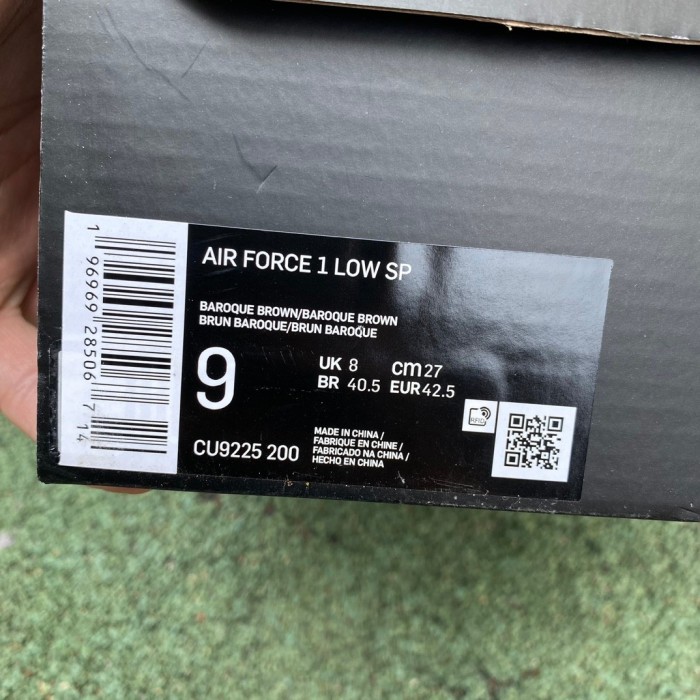 1 96969 28506 7 14
AIR FORCE 1 LOW SP
BAROQUE BROWN/BAROQUE BROWN
BRUN BAROQUE/BRUN BAROQUE
9
UK 8 cm 27
BR 40.5 EUR 42.5
RFID
CU9225 200
MADE IN CHINA /
FABRIQUE EN CHINE /
FABRICADO NA CHINA /
HECHO EN CHINA